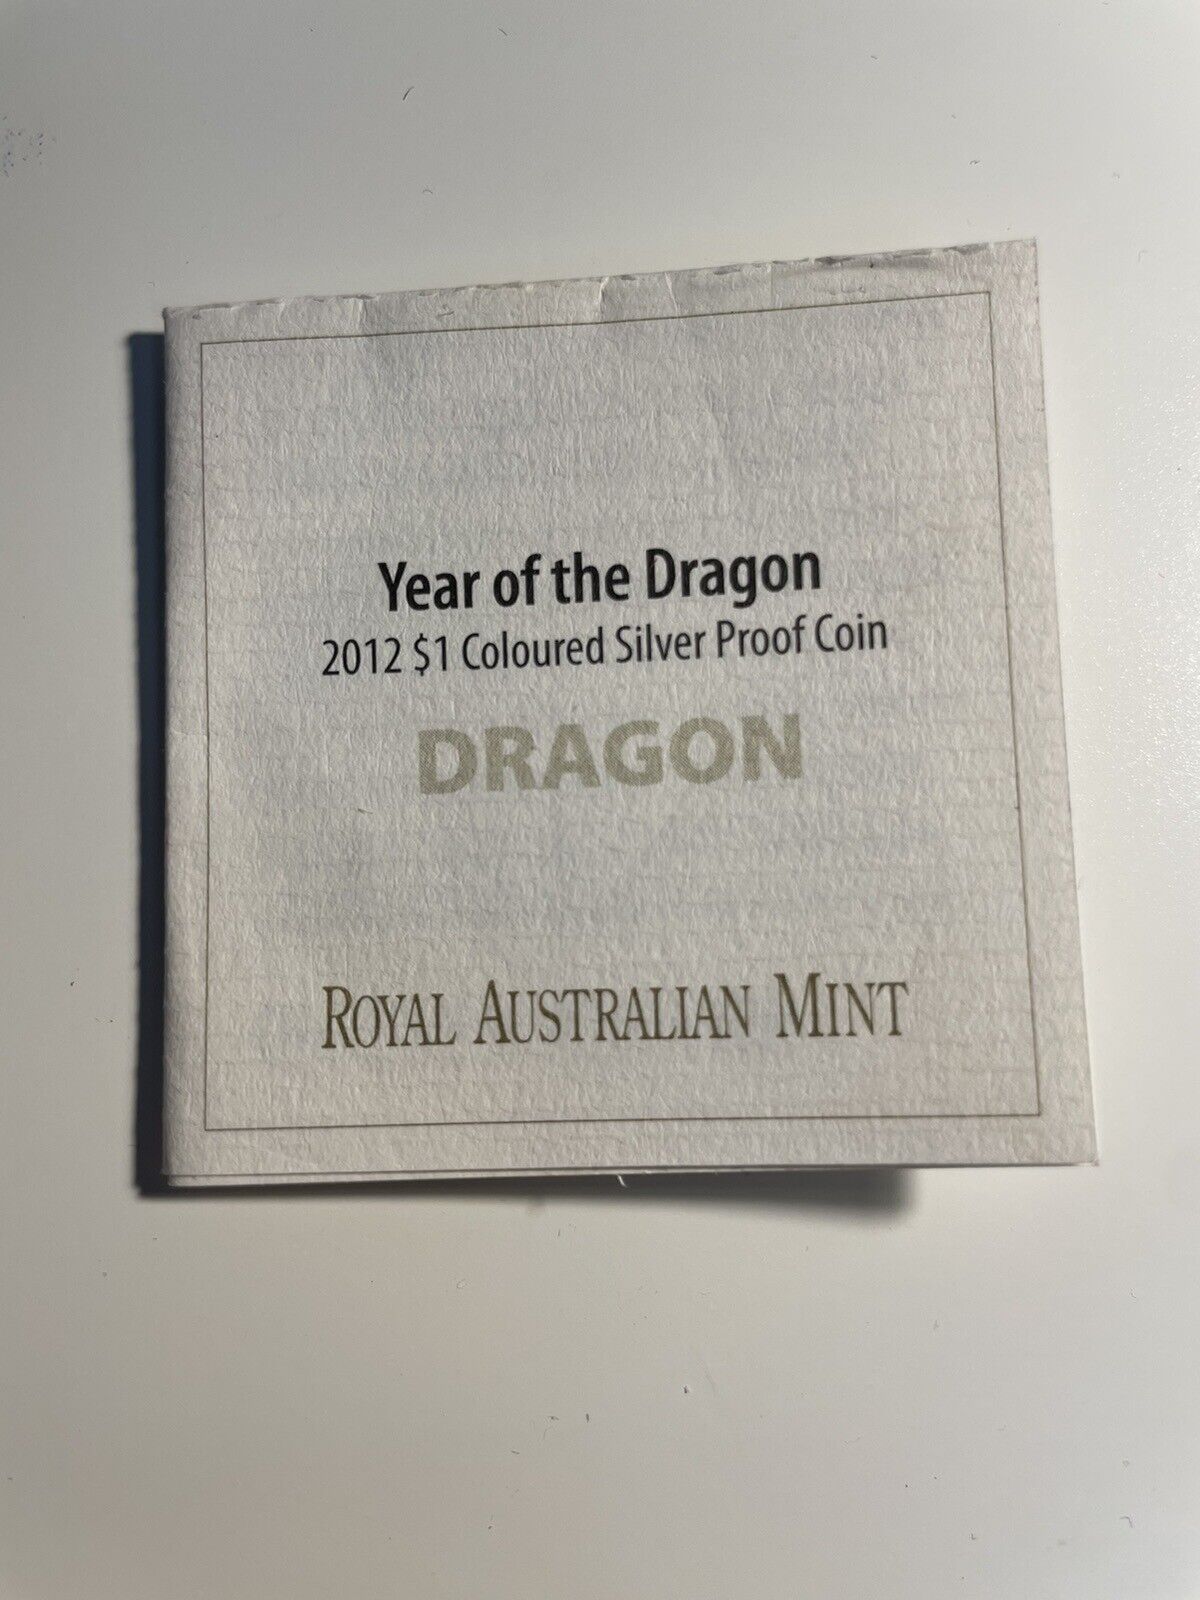 Year of the Dragon
2012 $1 Coloured Silver Proof Coin
DRAGON
ROYAL AUSTRALIAN MINT